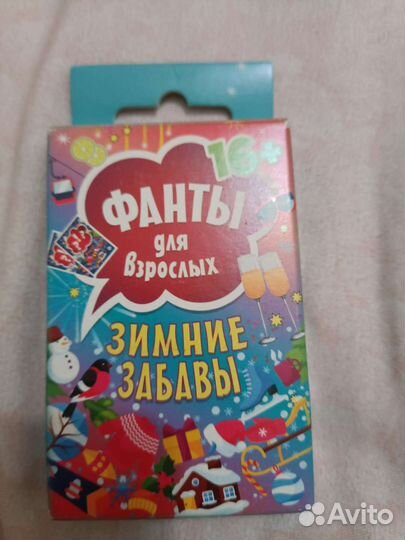 16+
ФАНТЫ
для
взрослых
ЗИМНИЕ
ЗАБАВЫ
Avito